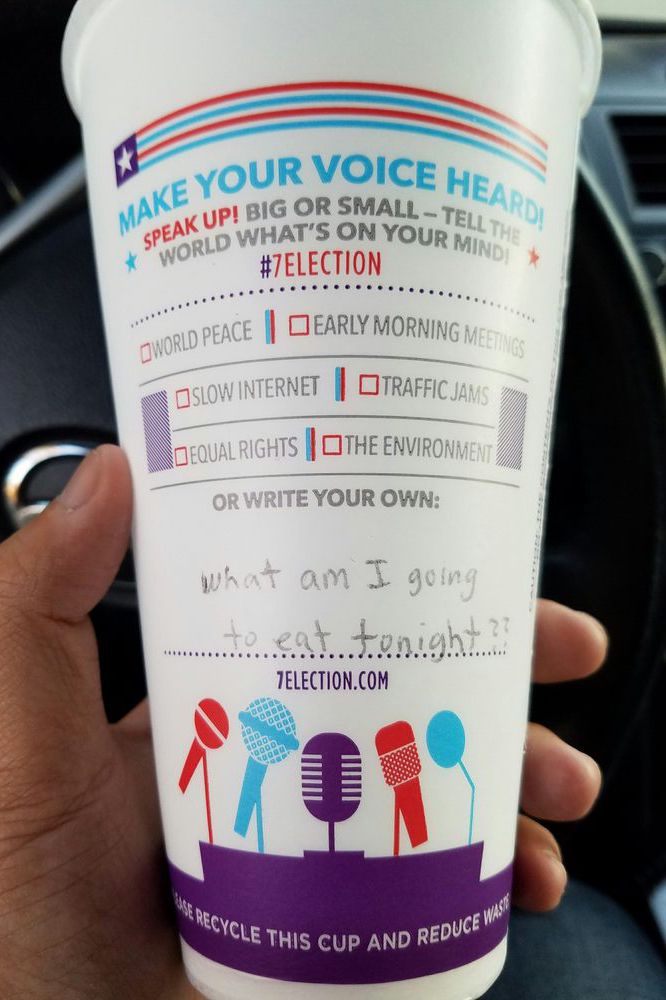 MAKE YOUR VOICE HEARD!
SPEAK UP! BIG OR SMALL – TELL THE
WORLD WHAT'S ON YOUR MIND!
#7ELECTION
WORLD PEACE EARLY MORNING MEETINGS
SLOW INTERNET TRAFFIC JAMS
EQUAL RIGHTS THE ENVIRONMENT
OR WRITE YOUR OWN:
what am I going
to eat tonight??
7ELECTION.COM
RECYCLE THIS CUP AND REDUCE WASTE